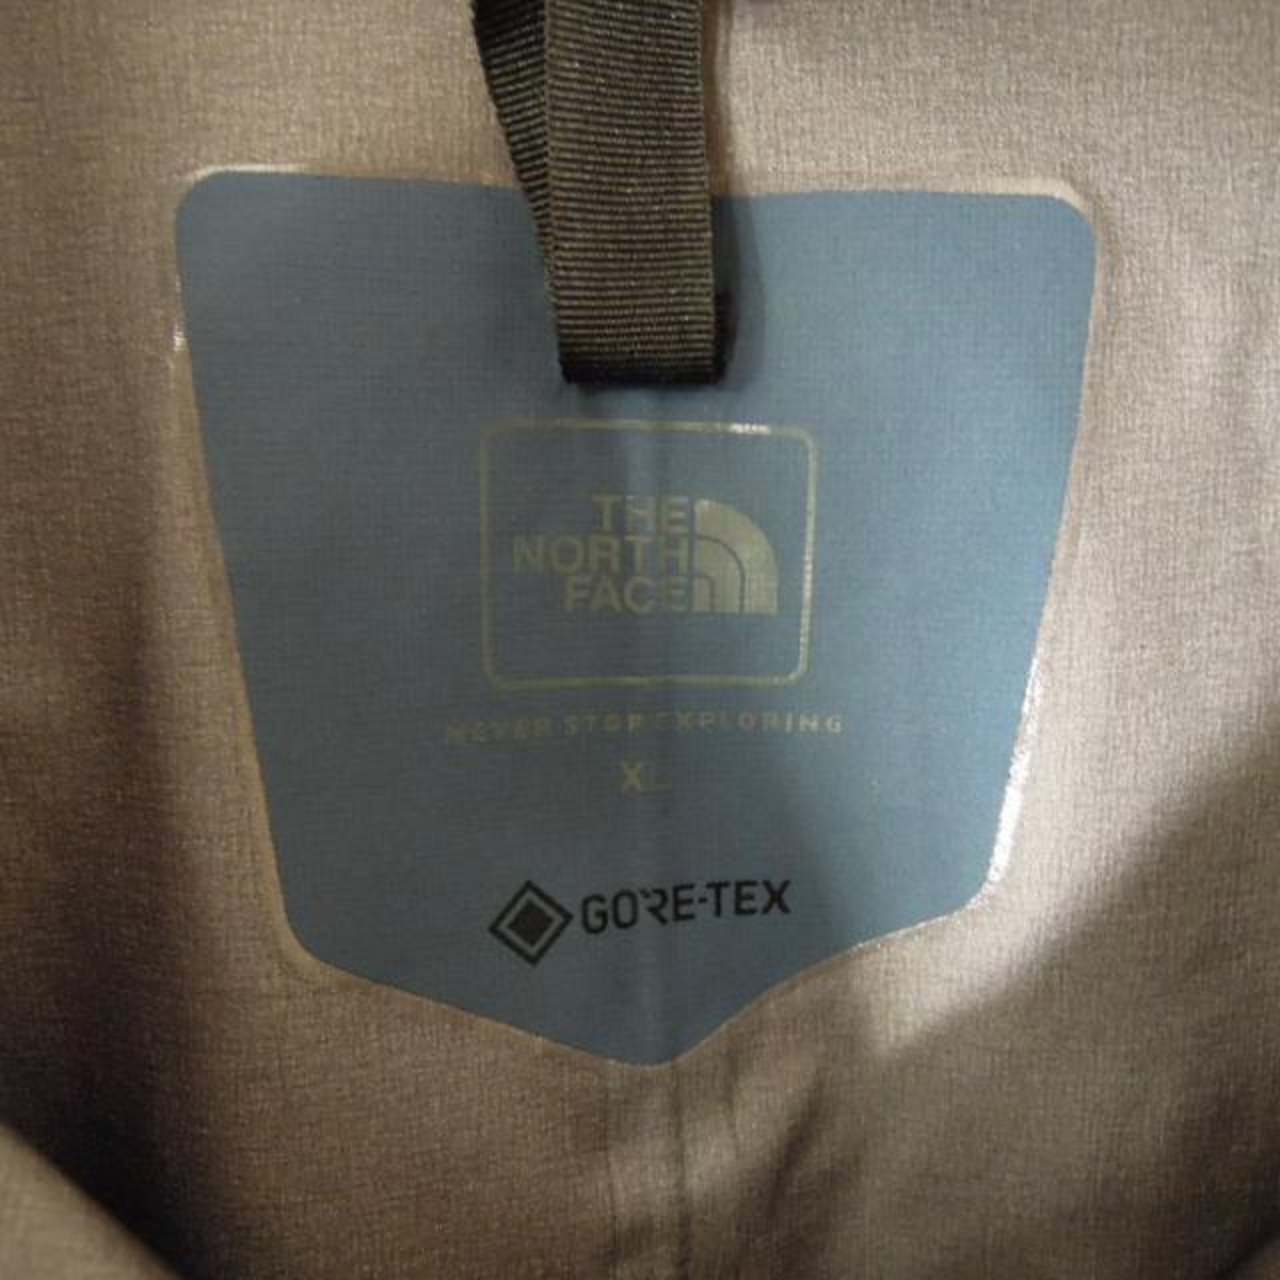 THE
NORTH
FACE
NEVER STOP EXPLORING
XL
GORE-TEX